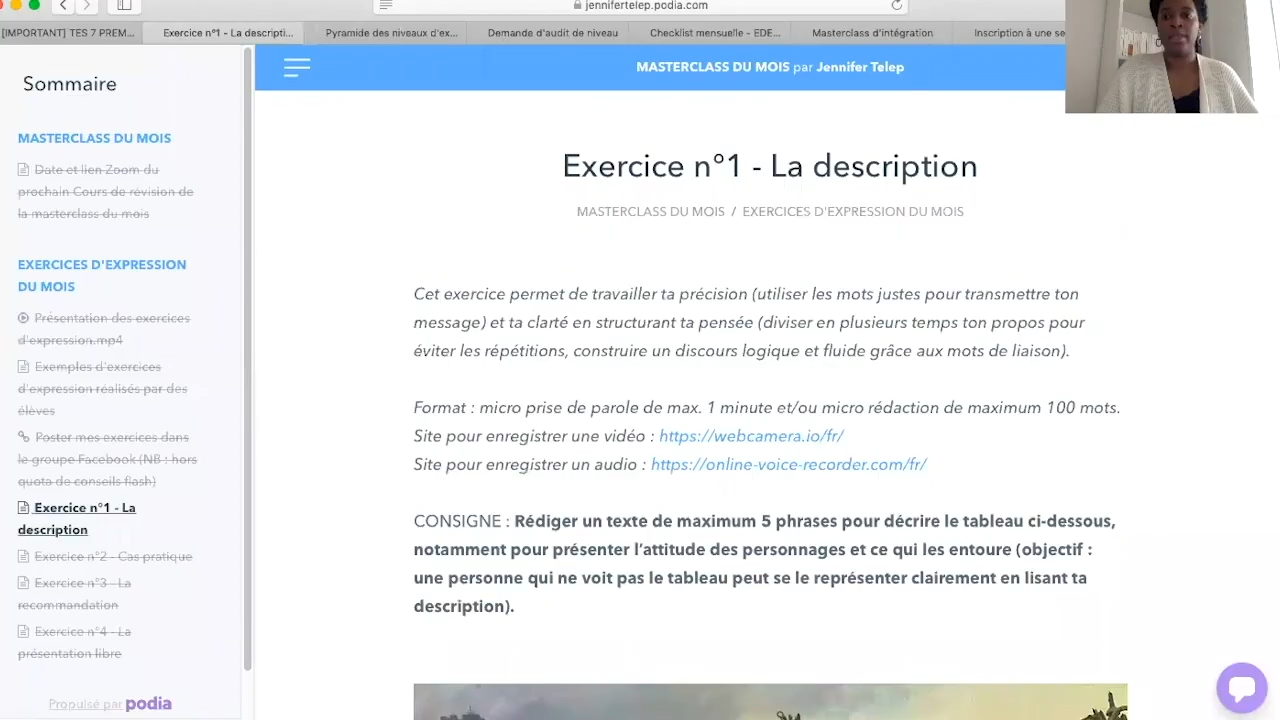 jennifertelep.podia.com
[IMPORTANT] TES 7 PREM...
Exercice n°1 - La descripti...
Pyramide des niveaux d'ex...
Demande d'audit de niveau
Checklist mensuelle - EDE...
Masterclass d'intégration
Inscription à une se
MASTERCLASS DU MOIS par Jennifer Telep
Sommaire
MASTERCLASS DU MOIS
Date et lien Zoom du
prochain Cours de révision de
la masterclass du mois
EXERCICES D'EXPRESSION
DU MOIS
Présentation des exercices
d'expression.mp4
Exemples d'exercices
d'expression réalisés par des
élèves
Poster mes exercices dans
le groupe Facebook (NB : hors
quota de conseils flash)
Exercice n°1 - La
description
Exercice n°2 - Cas pratique
Exercice n°3 - La
recommandation
Exercice n°4 - La
présentation libre
Propulsé par podia
Exercice n°1 - La description
MASTERCLASS DU MOIS / EXERCICES D'EXPRESSION DU MOIS
Cet exercice permet de travailler ta précision (utiliser les mots justes pour transmettre ton
message) et ta clarté en structurant ta pensée (diviser en plusieurs temps ton propos pour
éviter les répétitions, construire un discours logique et fluide grâce aux mots de liaison).
Format : micro prise de parole de max. 1 minute et/ou micro rédaction de maximum 100 mots.
Site pour enregistrer une vidéo : https://webcamera.io/fr/
Site pour enregistrer un audio : https://online-voice-recorder.com/fr/
CONSIGNE : Rédiger un texte de maximum 5 phrases pour décrire le tableau ci-dessous,
notamment pour présenter l'attitude des personnages et ce qui les entoure (objectif :
une personne qui ne voit pas le tableau peut se le représenter clairement en lisant ta
description).